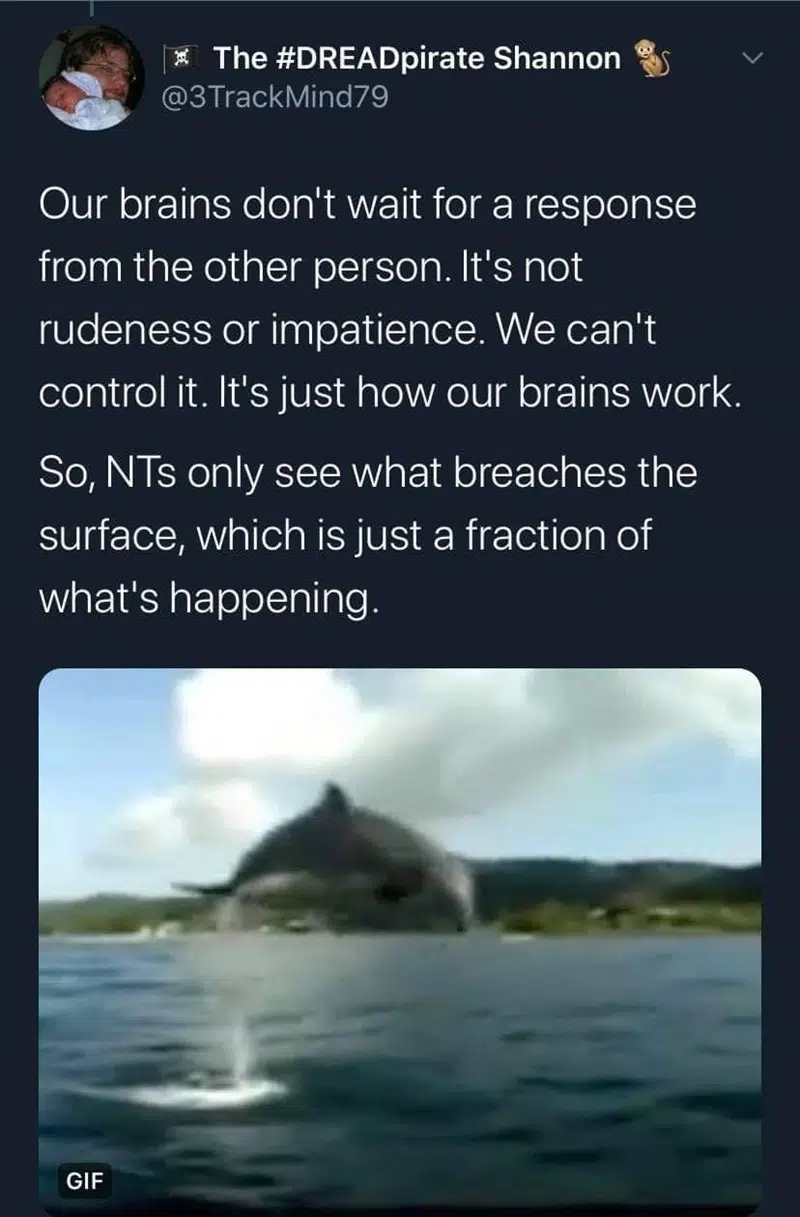 The #DREADpirate Shannon
@3TrackMind79
Our brains don't wait for a response
from the other person. It's not
rudeness or impatience. We can't
control it. It's just how our brains work.
So, NTs only see what breaches the
surface, which is just a fraction of
what's happening.
GIF